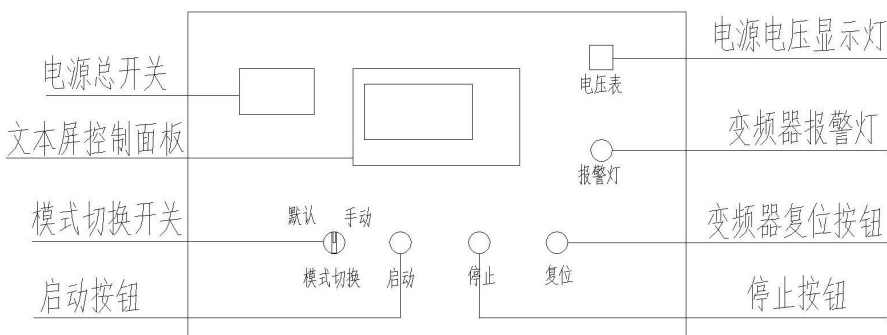 电源电压显示灯
电源总开关
电压表
文本屏控制面板
变频器报警灯
报警灯
模式切换开关
默认 手动
变频器复位按钮
模式切换 启动 停止 复位
启动按钮
停止按钮